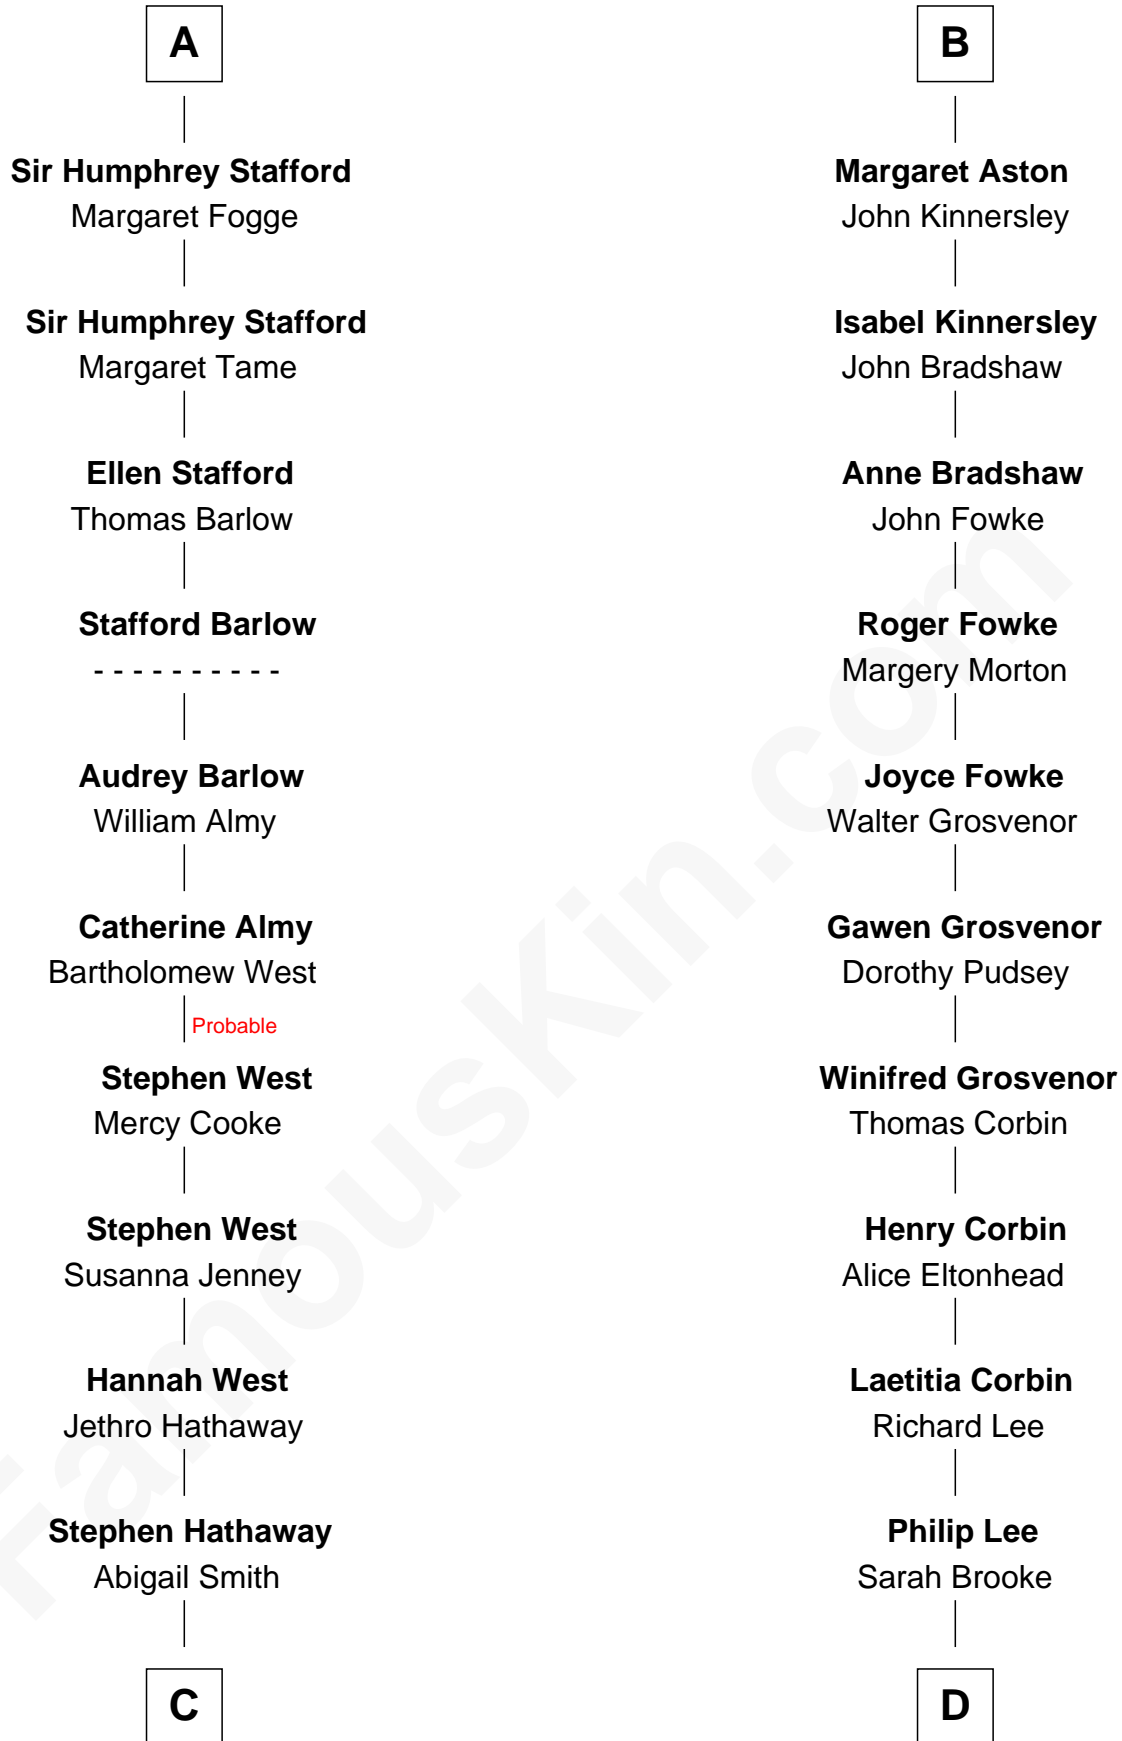 A
Sir Humphrey Stafford
Margaret Fogge
Sir Humphrey Stafford
Margaret Tame
Ellen Stafford
Thomas Barlow
Stafford Barlow
- - - - - - - - - -
Audrey Barlow
William Almy
Catherine Almy
Bartholomew West
Probable
Stephen West
Mercy Cooke
Stephen West
Susanna Jenney
Hannah West
Jethro Hathaway
Stephen Hathaway
Abigail Smith
C
B
Margaret Aston
John Kinnersley
Isabel Kinnersley
John Bradshaw
Anne Bradshaw
John Fowke
Roger Fowke
Margery Morton
Joyce Fowke
Walter Grosvenor
Gawen Grosvenor
Dorothy Pudsey
Winifred Grosvenor
Thomas Corbin
Henry Corbin
Alice Eltonhead
Laetitia Corbin
Richard Lee
Philip Lee
Sarah Brooke
D
FamousKin.com